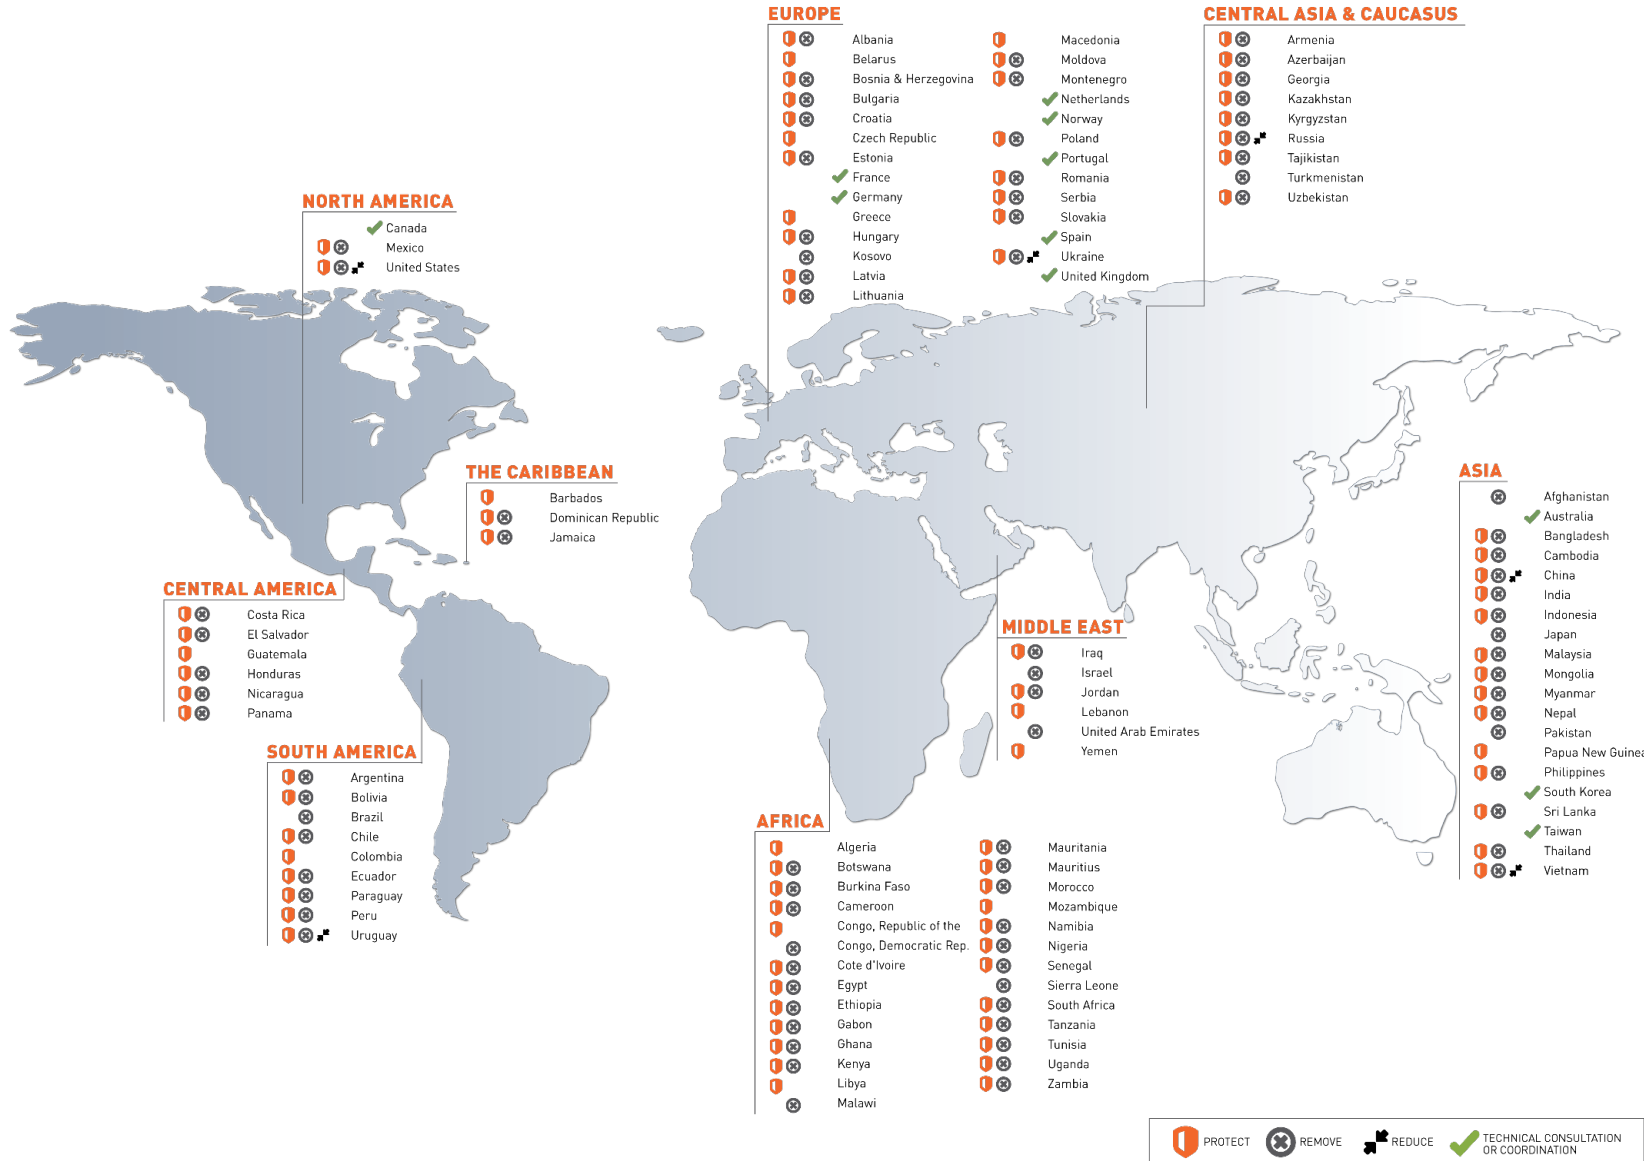 EUROPE
Albania
Belarus
Bosnia & Herzegovina
Bulgaria
Croatia
Czech Republic
Estonia
France
Germany
Greece
Hungary
Kosovo
Latvia
Lithuania
Macedonia
Moldova
Montenegro
Netherlands
Norway
Poland
Portugal
Romania
Serbia
Slovakia
Spain
Ukraine
United Kingdom
CENTRAL ASIA & CAUCASUS
Armenia
Azerbaijan
Georgia
Kazakhstan
Kyrgyzstan
Russia
Tajikistan
Turkmenistan
Uzbekistan
NORTH AMERICA
Canada
Mexico
United States
THE CARIBBEAN
Barbados
Dominican Republic
Jamaica
ASIA
Afghanistan
Australia
Bangladesh
Cambodia
China
India
Indonesia
Japan
Malaysia
Mongolia
Myanmar
Nepal
Pakistan
Papua New Guinea
Philippines
South Korea
Sri Lanka
Taiwan
Thailand
Vietnam
CENTRAL AMERICA
Costa Rica
El Salvador
Guatemala
Honduras
Nicaragua
Panama
MIDDLE EAST
Iraq
Israel
Jordan
Lebanon
United Arab Emirates
Yemen
SOUTH AMERICA
Argentina
Bolivia
Brazil
Chile
Colombia
Ecuador
Paraguay
Peru
Uruguay
AFRICA
Algeria
Botswana
Burkina Faso
Cameroon
Congo, Republic of the
Congo, Democratic Rep.
Cote d'Ivoire
Egypt
Ethiopia
Gabon
Ghana
Kenya
Libya
Malawi
Mauritania
Mauritius
Morocco
Mozambique
Namibia
Nigeria
Senegal
Sierra Leone
South Africa
Tanzania
Tunisia
Uganda
Zambia
PROTECT
REMOVE
REDUCE
TECHNICAL CONSULTATION
OR COORDINATION